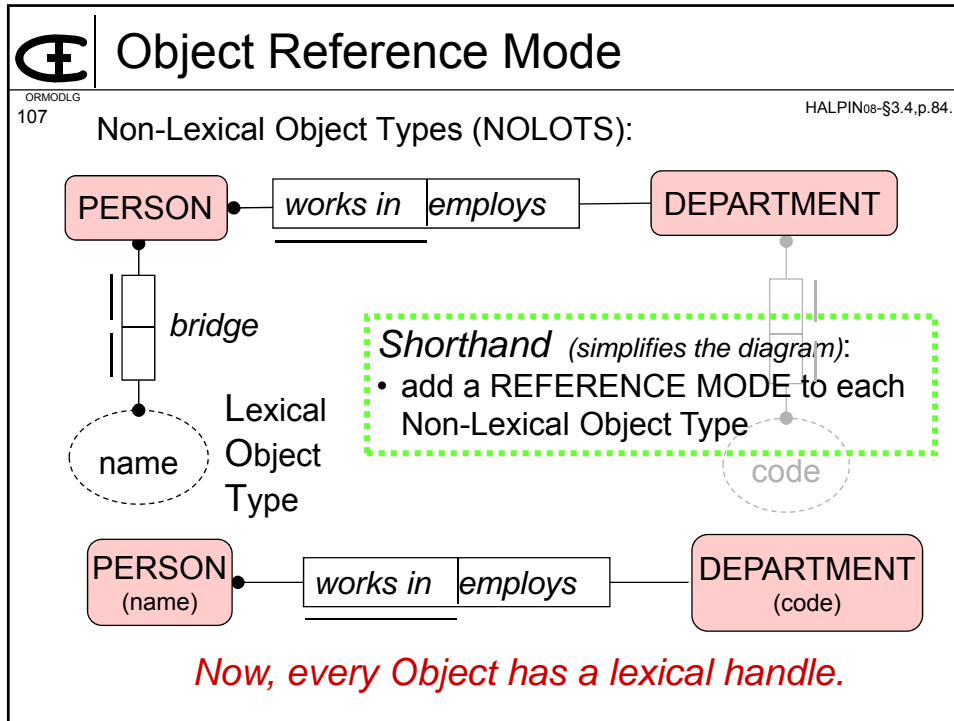 Object Reference Mode
ORMODLG
107
HALPIN08-§3.4,p.84.
Non-Lexical Object Types (NOLOTS):
PERSON
works in
employs
DEPARTMENT
bridge
Shorthand (simplifies the diagram):
• add a REFERENCE MODE to each
Non-Lexical Object Type
name
Lexical
Object
Type
code
PERSON
(name)
works in
employs
DEPARTMENT
(code)
Now, every Object has a lexical handle.